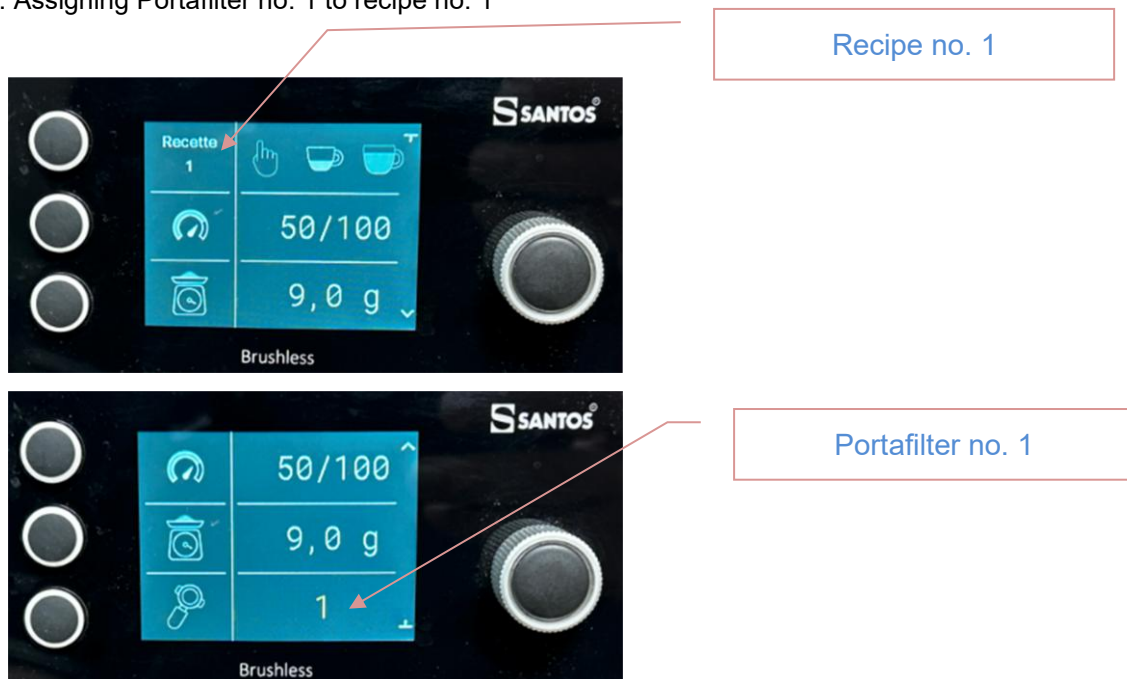 . Assigning Portafilter no. 1 to recipe no. 1
Recipe no. 1
SANTOS®
Recette
1
50/100
9,0 g
Brushless
SANTOS®
Portafilter no. 1
50/100
9,0 g
1
Brushless